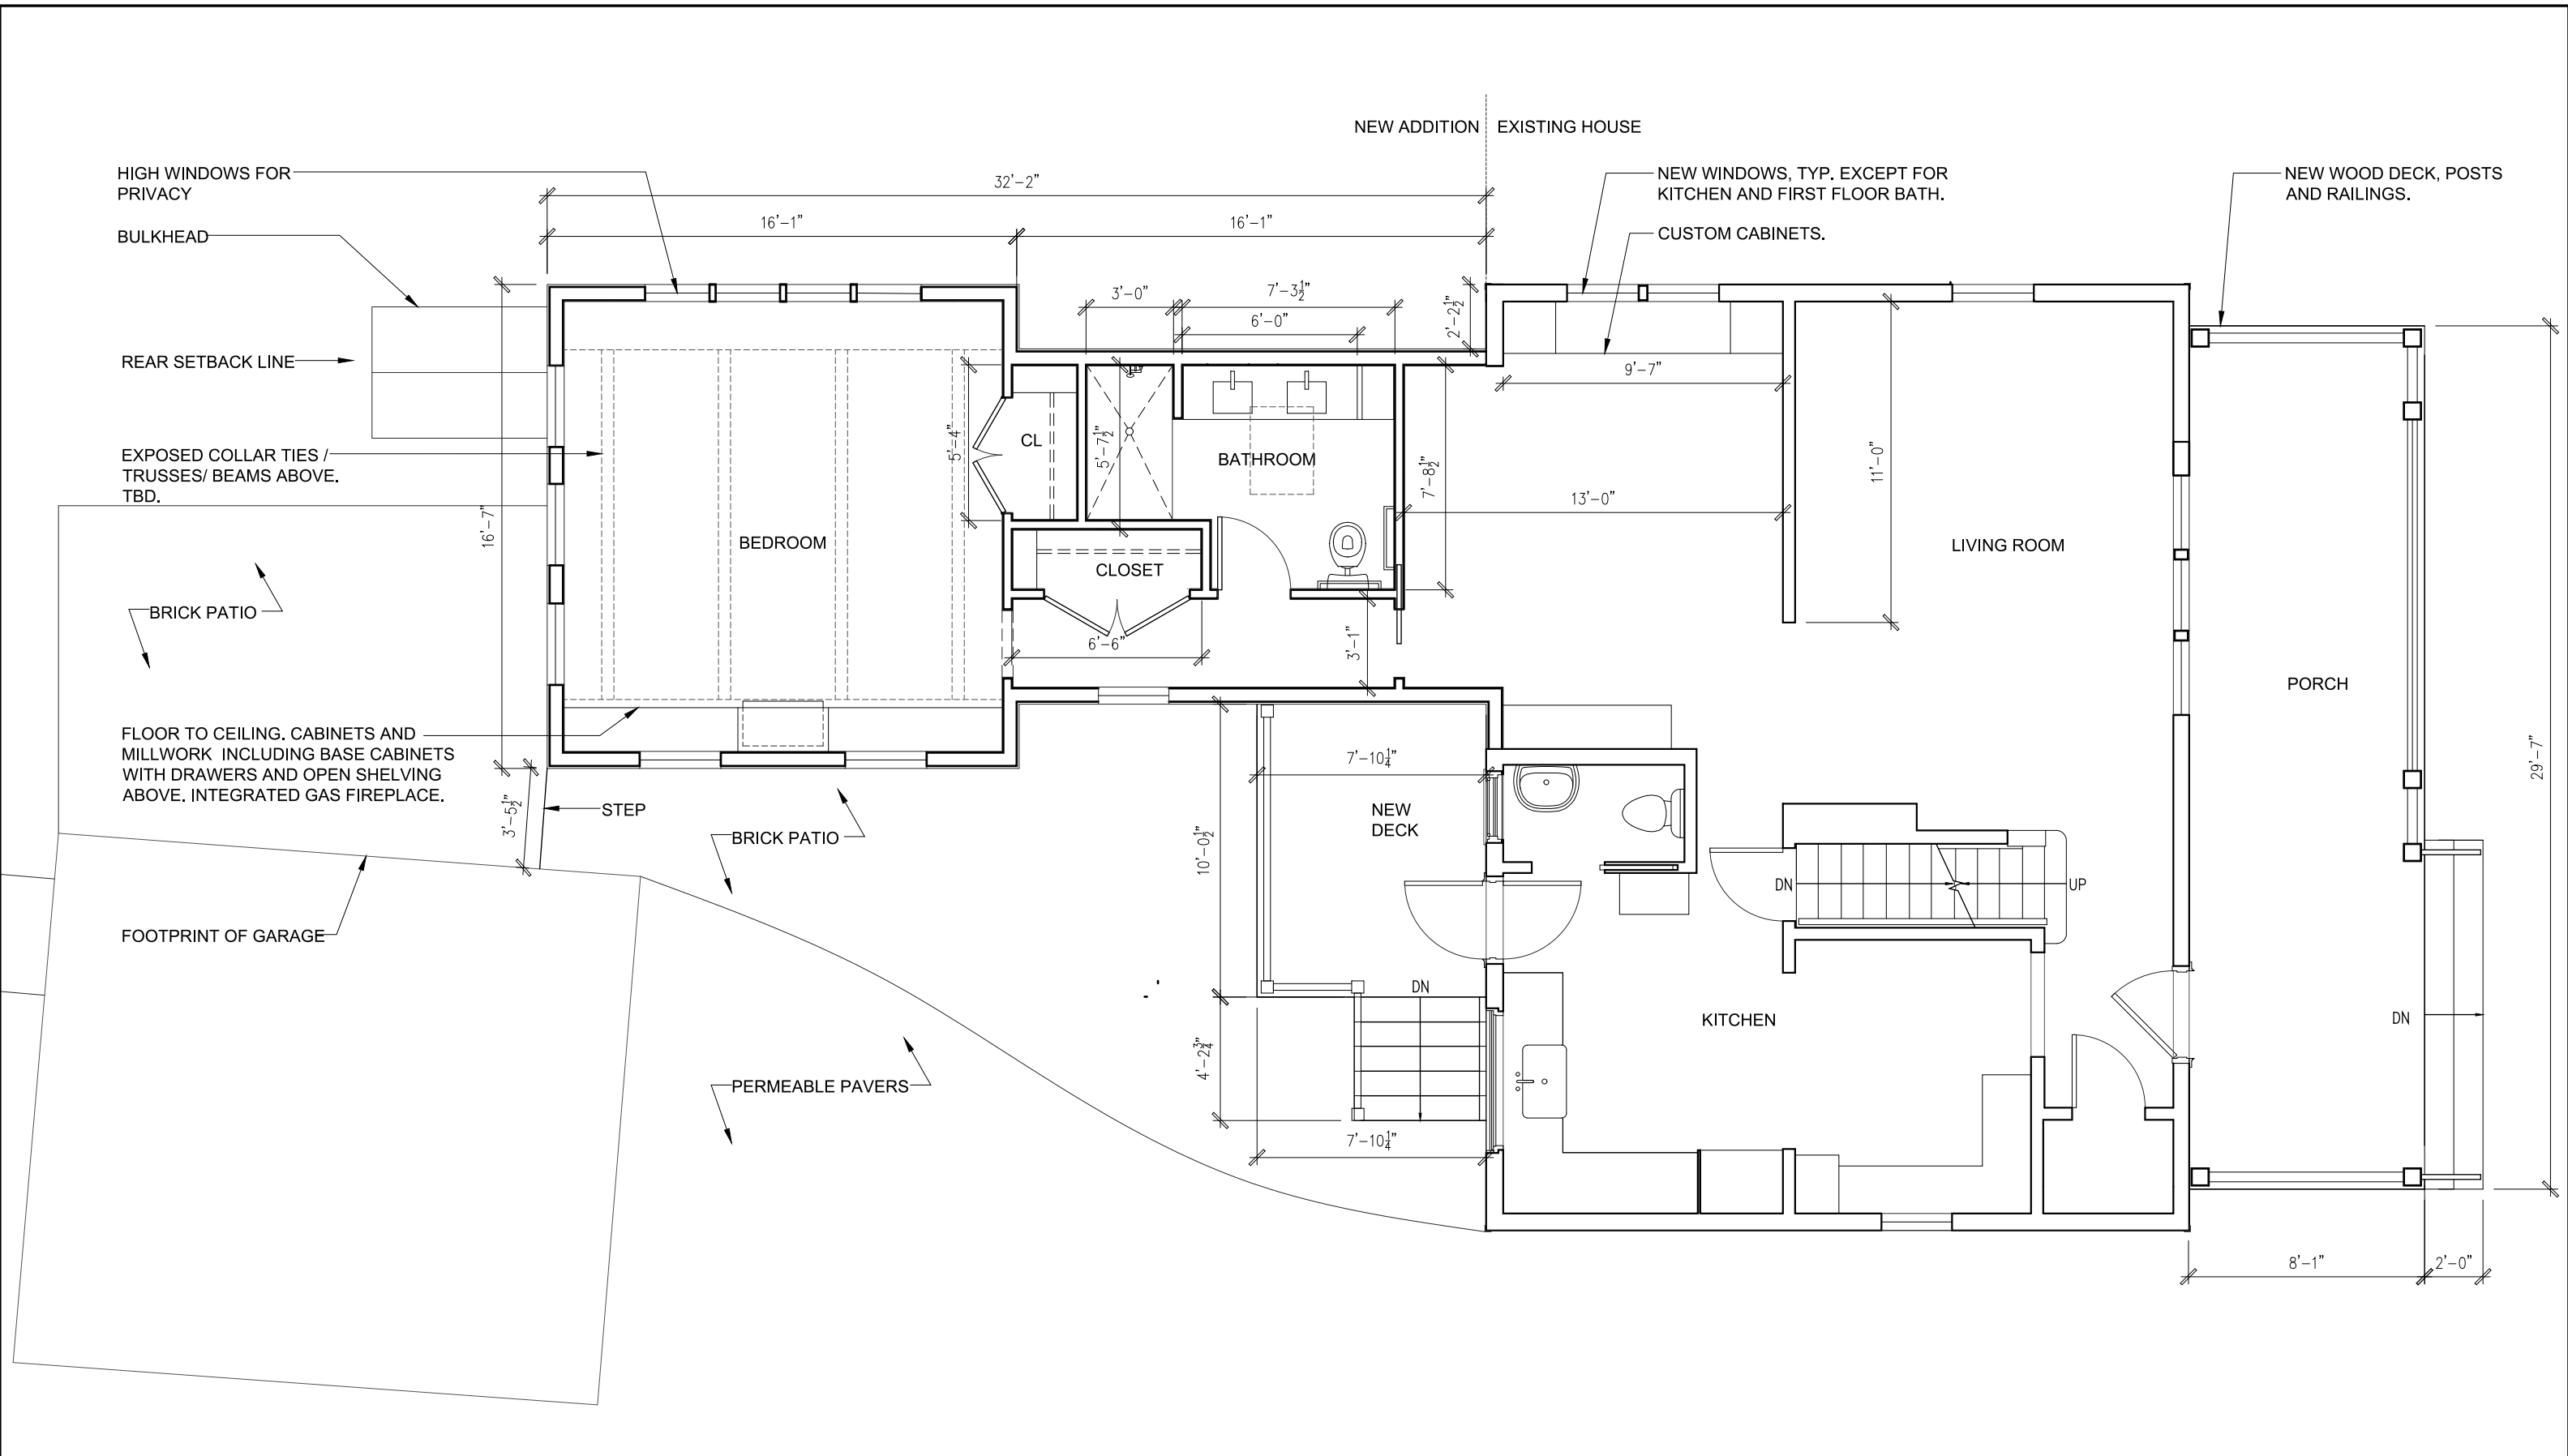 NEW ADDITION
EXISTING HOUSE
HIGH WINDOWS FOR
PRIVACY
32'-2"
NEW WINDOWS, TYP. EXCEPT FOR
KITCHEN AND FIRST FLOOR BATH.
NEW WOOD DECK, POSTS
AND RAILINGS.
BULKHEAD
16'-1"
16'-1"
CUSTOM CABINETS.
3'-0"
7'-3½"
6'-0"
2'-2½"
REAR SETBACK LINE
9'-7"
EXPOSED COLLAR TIES /
TRUSSES/ BEAMS ABOVE.
TBD.
5'-4"
CL
5'-7½"
BATHROOM
7'-8½"
13'-0"
11'-0"
16'-7"
BEDROOM
CLOSET
LIVING ROOM
BRICK PATIO
6'-6"
3'-1"
PORCH
FLOOR TO CEILING. CABINETS AND
MILLWORK INCLUDING BASE CABINETS
WITH DRAWERS AND OPEN SHELVING
ABOVE. INTEGRATED GAS FIREPLACE.
3'-5½"
STEP
BRICK PATIO
7'-10¼"
NEW
DECK
10'-0½"
29'-7"
DN
UP
FOOTPRINT OF GARAGE
DN
KITCHEN
DN
4'-2¾"
PERMEABLE PAVERS
7'-10¼"
8'-1"
2'-0"